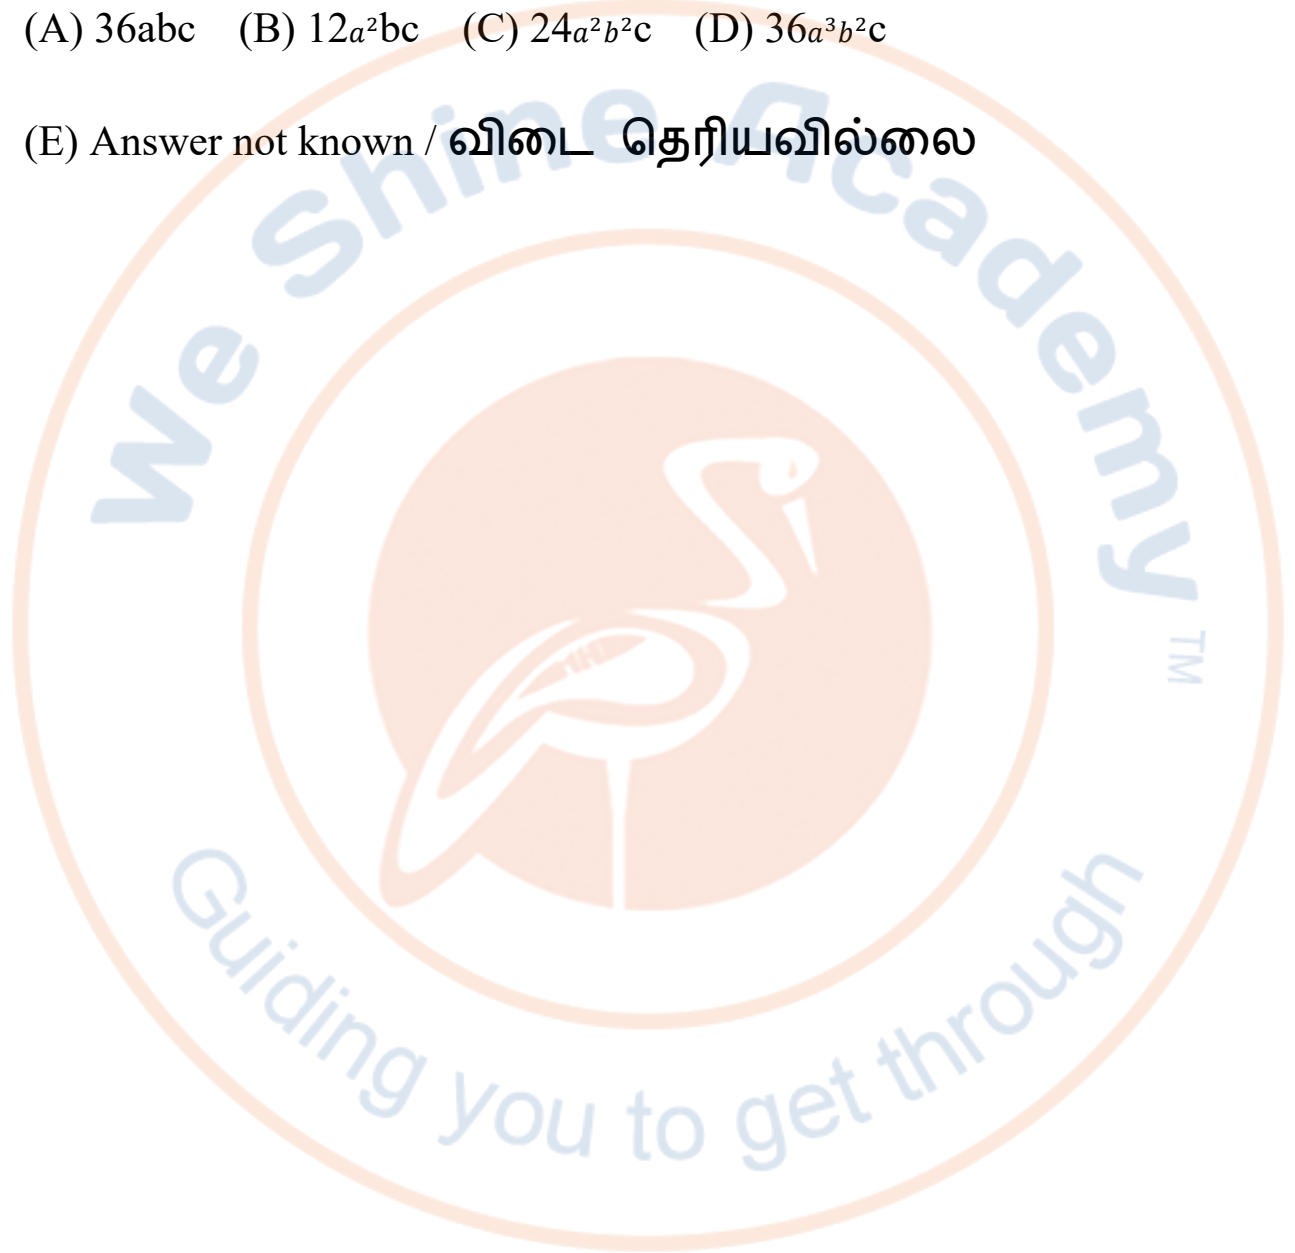 (A) 36abc (B) 12a²bc (C) 24a²b²c (D) 36a³b²c
(E) Answer not known / விடை தெரியவில்லை
We Shine Academy TM
Guiding you to get through